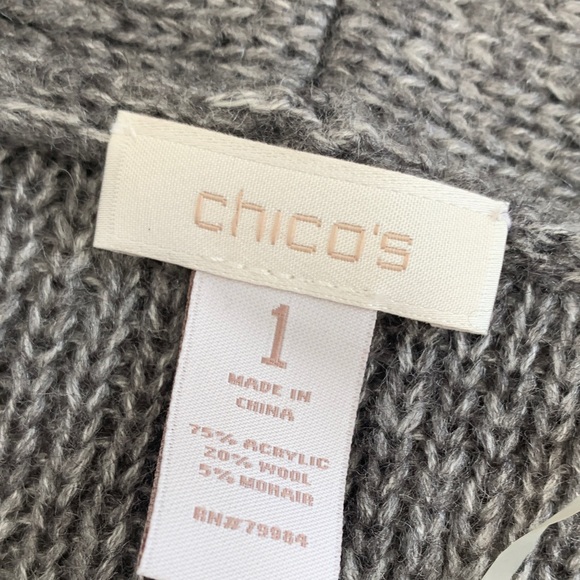 chico's
1
MADE IN
CHINA
75% ACRYLIC
20% WOOL
5% MOHAIR
RN#79984